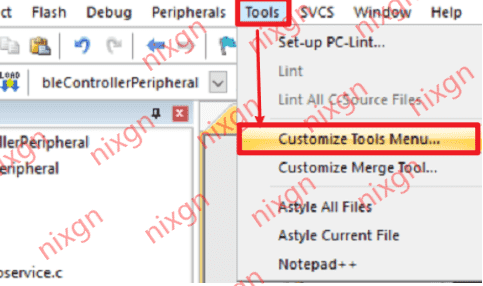 ct Flash Debug Peripherals Tools SVCS Window Help
LOAD
bleControllerPeripheral
Set-up PC-Lint...
Lint
Lint All C-Source Files
Customize Tools Menu...
Customize Merge Tool...
Astyle All Files
Astyle Current File
Notepad++
llerPeripheral
eripheral
oservice.c
nixgn
nixgn
nixgn
nixgn
nixgn
nixgn
nixgn
nixgn
nixgn
nixgn
nixgn